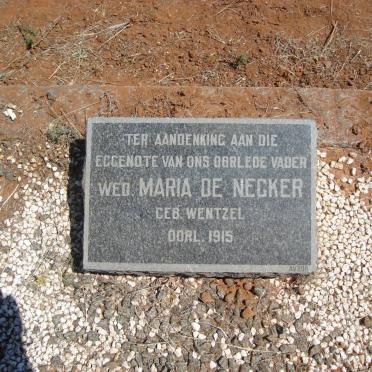 TER AANDENKING AAN DIE
EGGENOTE VAN ONS OORLEDE VADER
WED. MARIA DE NECKER
GEB. WENTZEL
OORL. 1915